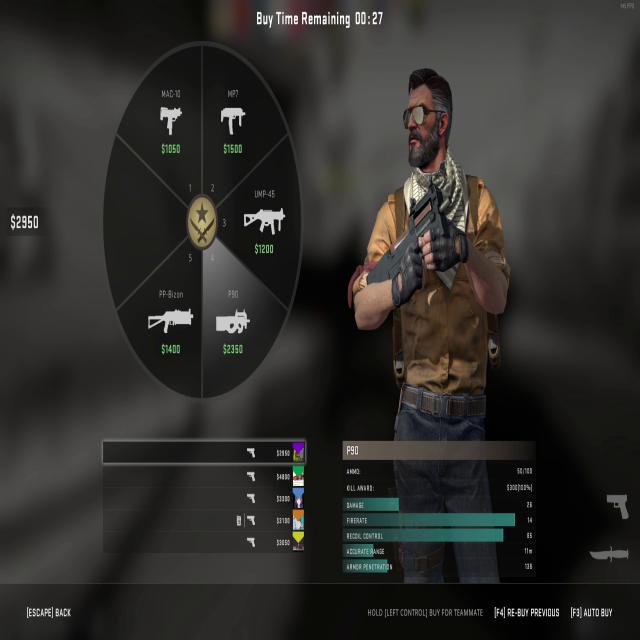 Buy Time Remaining 00:27
MAC-10
MP7
$1050
$1500
UMP-45
1
2
$2950
3
$1200
5
4
PP-Bizon
P90
$1400
$2350
$2950
$4800
$3300
$3100
$3050
P90
AMMO: 50/100
KILL AWARD: $300(100%)
DAMAGE 26
FIRERATE 14
RECOIL CONTROL 85
ACCURATE RANGE 11m
ARMOR PENETRATION 138
[ESCAPE] BACK
HOLD [LEFT CONTROL] BUY FOR TEAMMATE
[F4] RE-BUY PREVIOUS
[F3] AUTO BUY